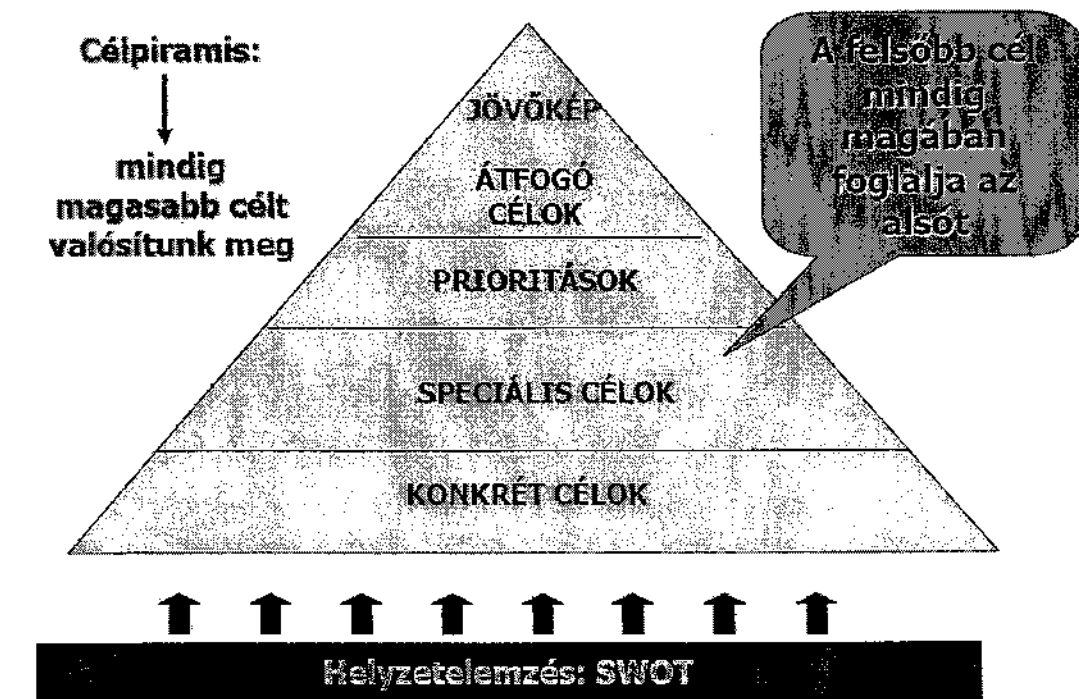 Célpiramis:
mindig
magasabb célt
valósítunk meg
JÖVŐKÉP
ÁTFOGÓ
CÉLOK
PRIORITÁSOK
SPECIÁLIS CÉLOK
KONKRÉT CÉLOK
A felsőbb cél
mindig
magában
foglalja az
alsót
Helyzetelemzés: SWOT